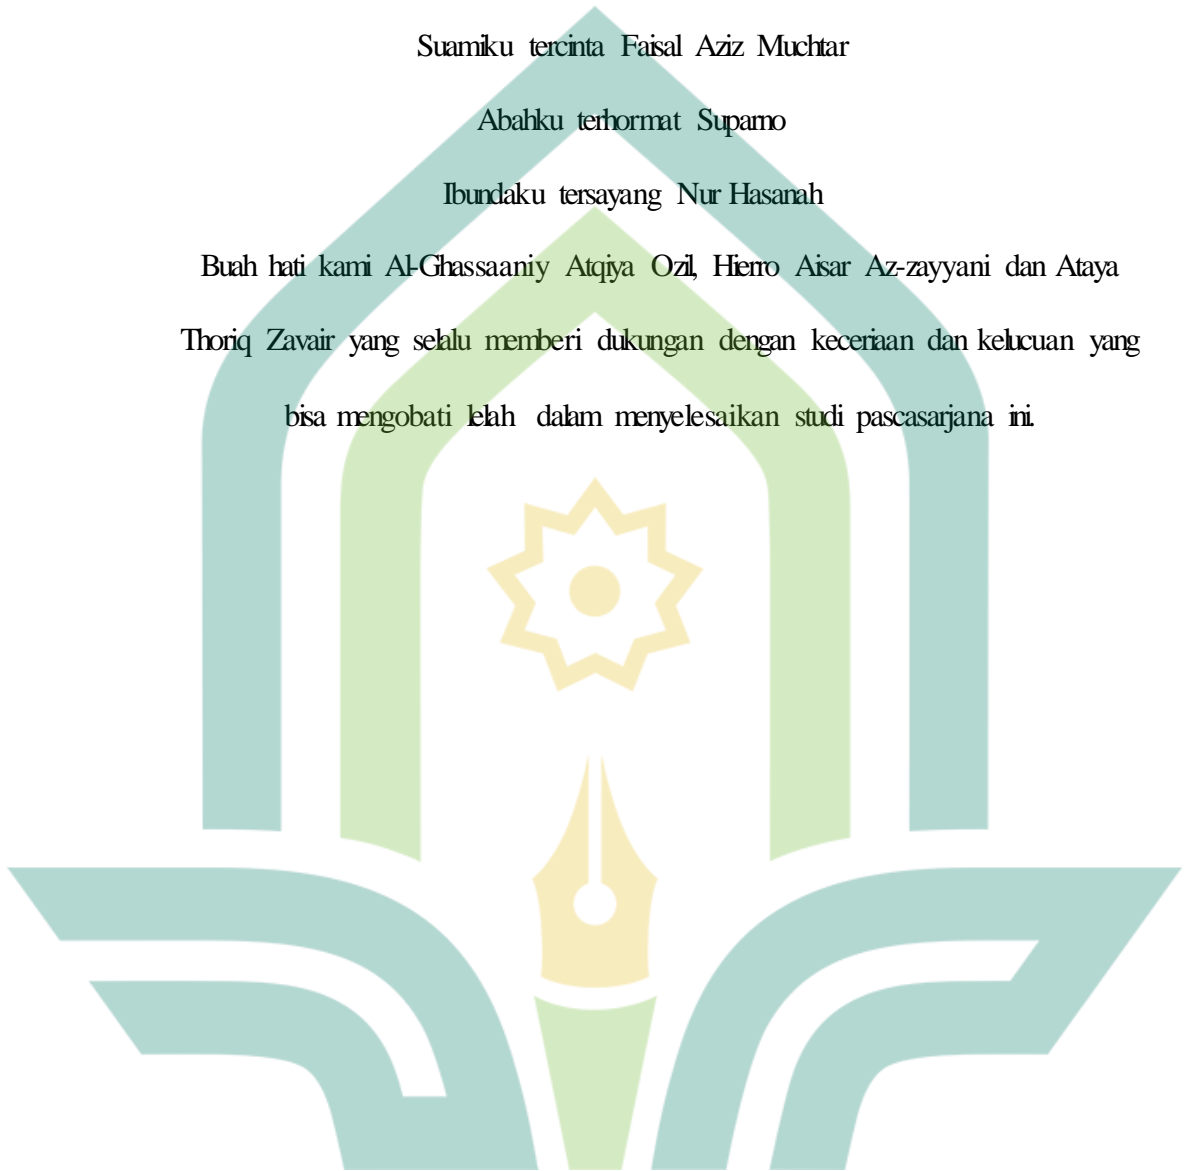 Suamiku tercinta Faisal Aziz Muchtar
Abahku terhormat Suparno
Ibundaku tersayang Nur Hasanah
Buah hati kami Al-Ghassaaniy Atqiya Ozil, Hierro Aisar Az-zayyani dan Ataya
Thoriq Zavair yang selalu memberi dukungan dengan keceriaan dan kelucuan yang
bisa mengobati lelah dalam menyelesaikan studi pascasarjana ini.